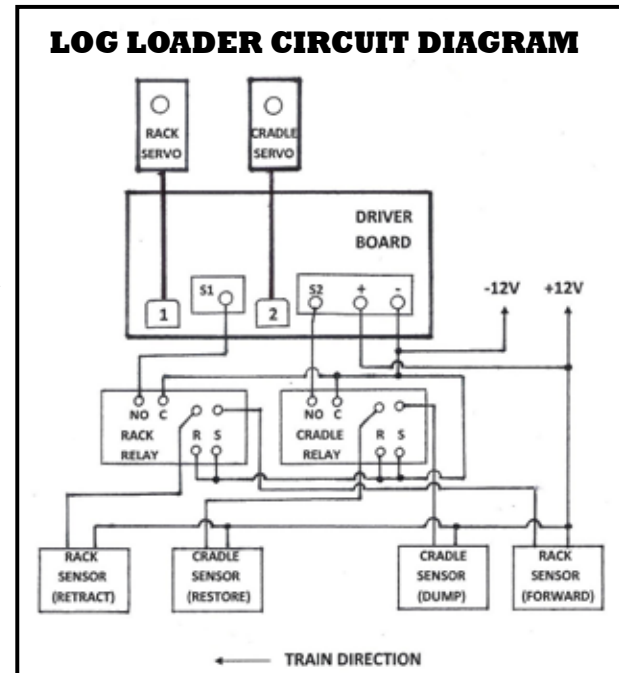 LOG LOADER CIRCUIT DIAGRAM
RACK
SERVO
CRADLE
SERVO
DRIVER
BOARD
S1
S2
+
-
1
2
-12V
+12V
NO C
RACK
RELAY
R S
NO C
CRADLE
RELAY
R S
RACK
SENSOR
(RETRACT)
CRADLE
SENSOR
(RESTORE)
CRADLE
SENSOR
(DUMP)
RACK
SENSOR
(FORWARD)
TRAIN DIRECTION